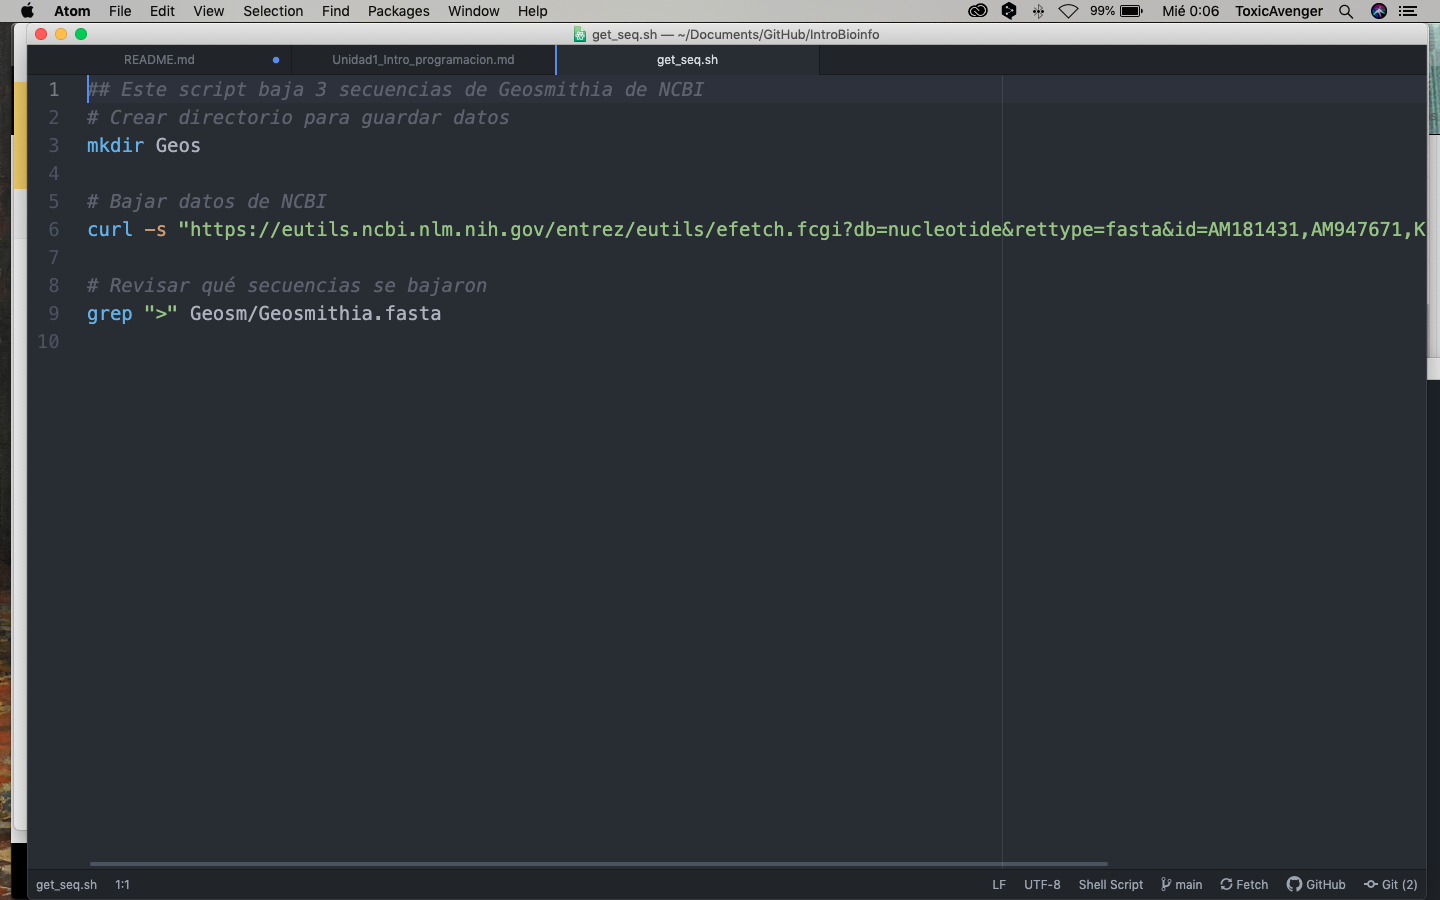 Atom File Edit View Selection Find Packages Window Help 99% Mié 0:06 ToxicAvenger
get_seq.sh — ~/Documents/GitHub/IntroBioinfo
README.md Unidad1_Intro_programacion.md get_seq.sh
1 ## Este script baja 3 secuencias de Geosmithia de NCBI
2 # Crear directorio para guardar datos
3 mkdir Geos
4
5 # Bajar datos de NCBI
6 curl -s "https://eutils.ncbi.nlm.nih.gov/entrez/eutils/efetch.fcgi?db=nucleotide&rettype=fasta&id=AM181431,AM947671,K
7
8 # Revisar qué secuencias se bajaron
9 grep ">" Geosm/Geosmithia.fasta
10
get_seq.sh 1:1 LF UTF-8 Shell Script main Fetch GitHub Git (2)